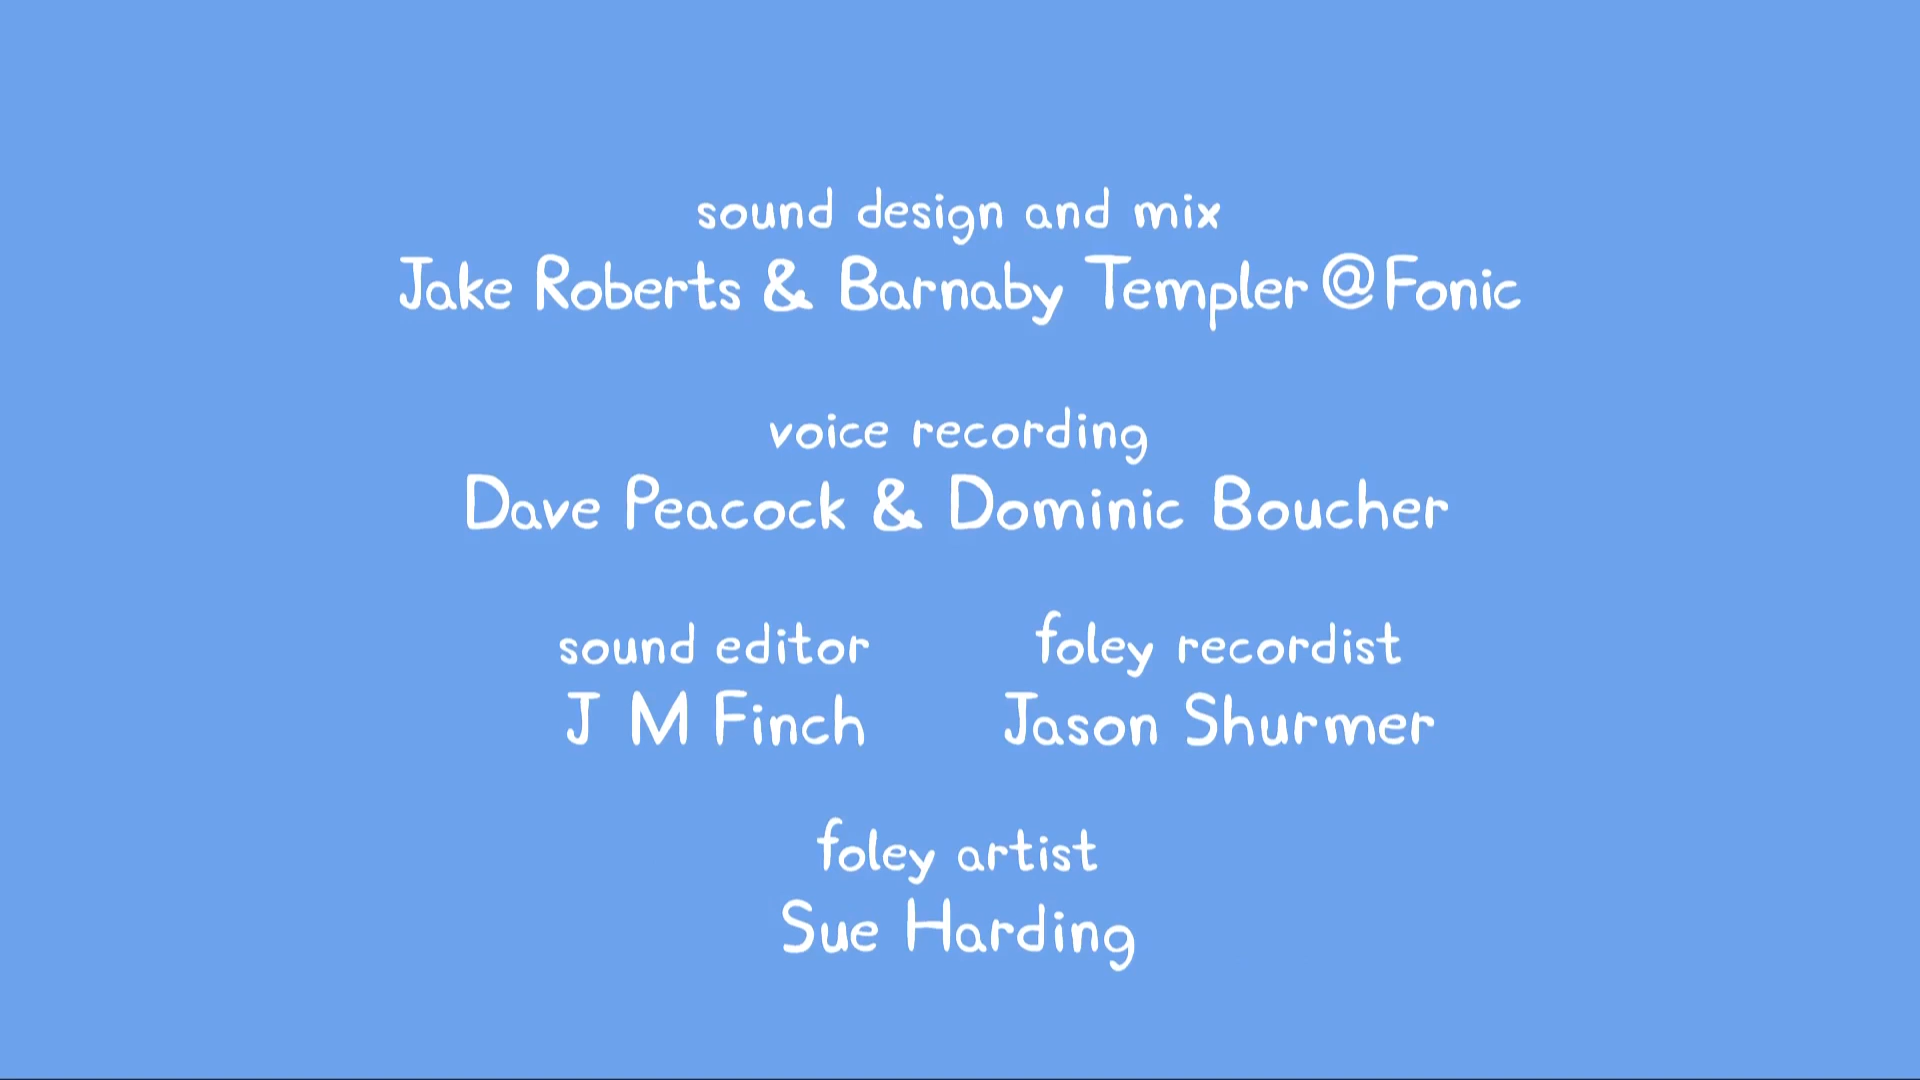 sound design and mix
Jake Roberts & Barnaby Templer @Fonic
voice recording
Dave Peacock & Dominic Boucher
sound editor
J M Finch
foley recordist
Jason Shurmer
foley artist
Sue Harding